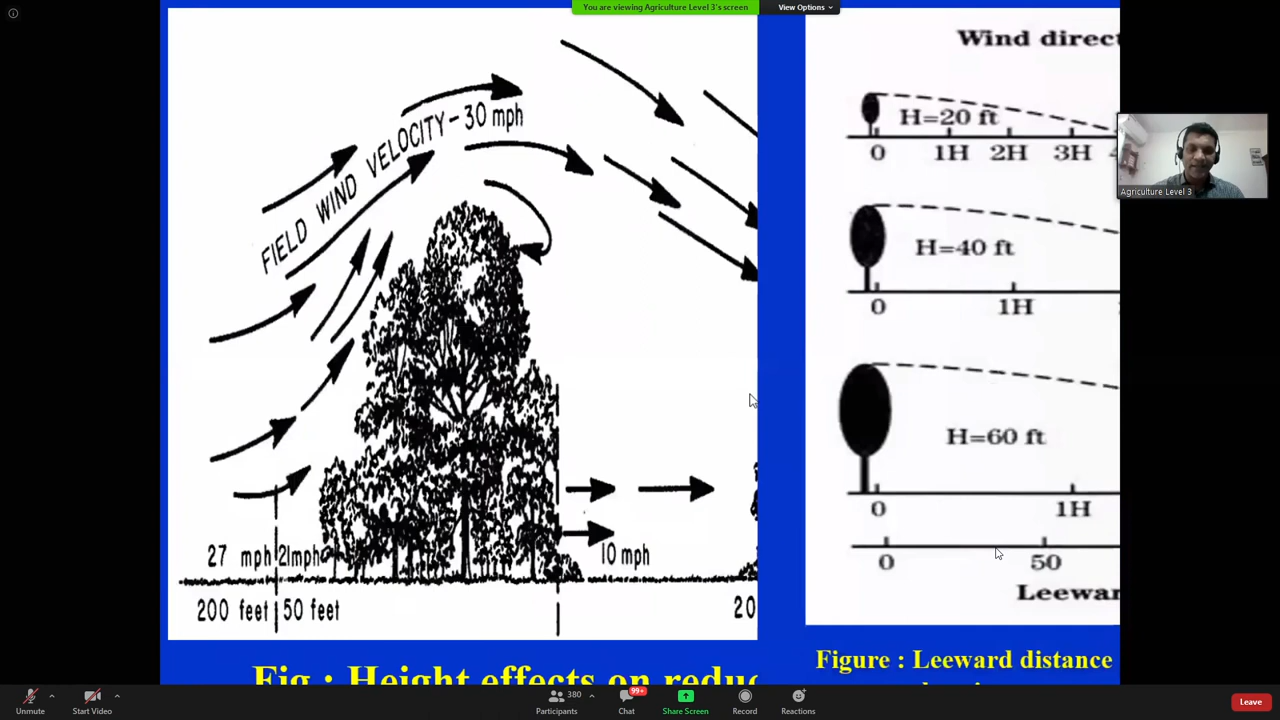 You are viewing Agriculture Level 3's screen
View Options
FIELD WIND VELOCITY - 30 mph
27 mph
21mph
10 mph
200 feet
50 feet
20
Fig : Height effects on
Wind
H=20 ft
0 1H 2H 3H
H=40 ft
0 1H
H=60 ft
0 1H
0 50
Figure : Leeward distance
Agriculture Level 3
Unmute
Start Video
380
Participants
99+
Chat
Share Screen
Record
Reactions
Leave